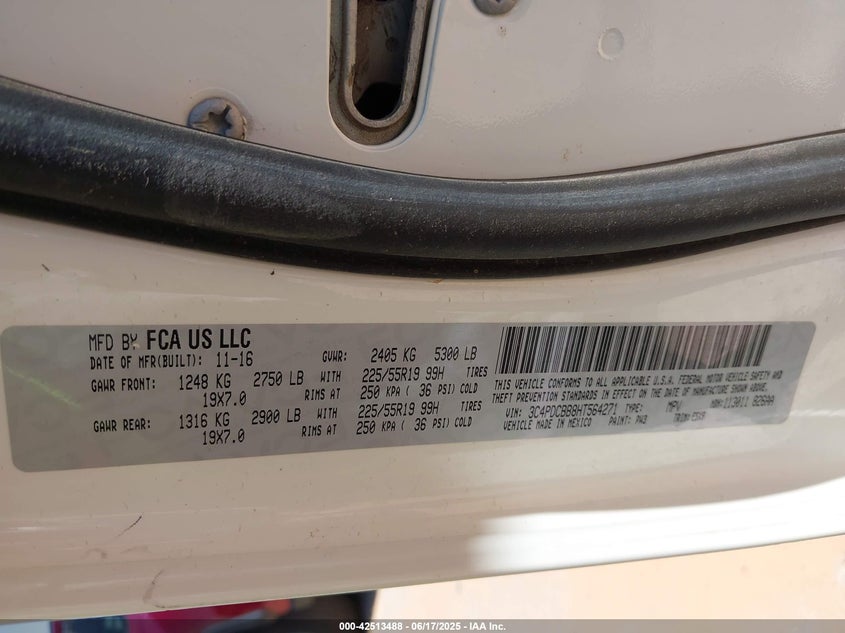 MFD BY: FCA US LLC
DATE OF MFR(BUILT): 11-16 GVWR: 2405 KG 5300 LB
GAWR FRONT: 1248 KG 2750 LB WITH 225/55R19 99H TIRES
19X7.0 RIMS AT 250 KPA ( 36 PSI) COLD
GAWR REAR: 1316 KG 2900 LB WITH 225/55R19 99H TIRES
19X7.0 RIMS AT 250 KPA ( 36 PSI) COLD
THIS VEHICLE CONFORMS TO ALL APPLICABLE U.S.A. FEDERAL MOTOR VEHICLE SAFETY AND
THEFT PREVENTION STANDARDS IN EFFECT ON THE DATE OF MANUFACTURE SHOWN ABOVE.
VIN: 3C4PDCBB8HT564271 TYPE: MPV MDH:
VEHICLE MADE IN MEXICO PAINT: PW3 TRIM:
000-42513488 - 06/17/2025 - IAA Inc.